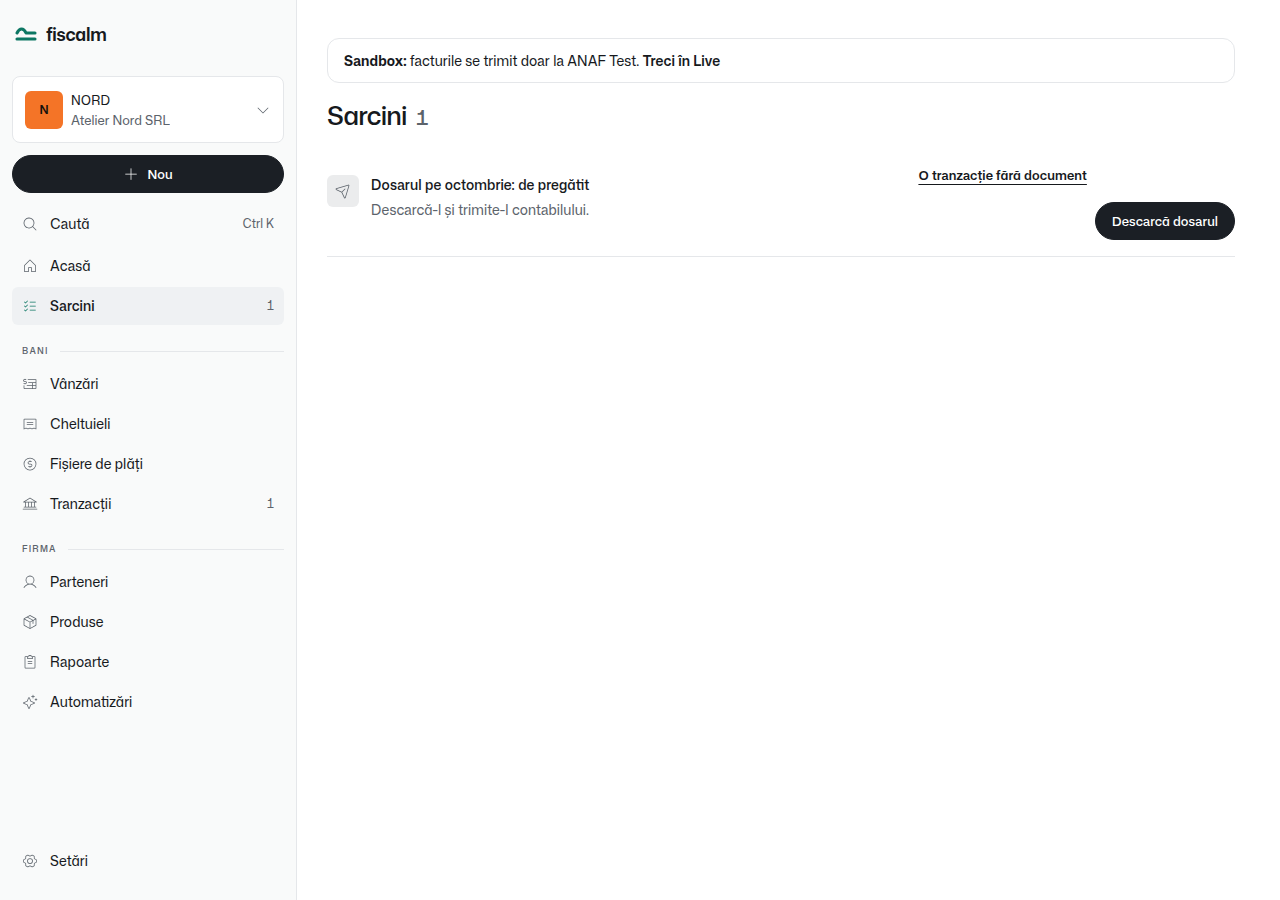 fiscalm
N
NORD
Atelier Nord SRL
Nou
Caută
Ctrl K
Acasă
Sarcini
1
BANI
Vânzări
Cheltuieli
Fișiere de plăți
Tranzacții
1
FIRMA
Parteneri
Produse
Rapoarte
Automatizări
Setări
Sandbox: facturile se trimit doar la ANAF Test. Treci în Live
Sarcini 1
Dosarul pe octombrie: de pregătit
Descarcă-l și trimite-l contabilului.
O tranzacție fără document
Descarcă dosarul